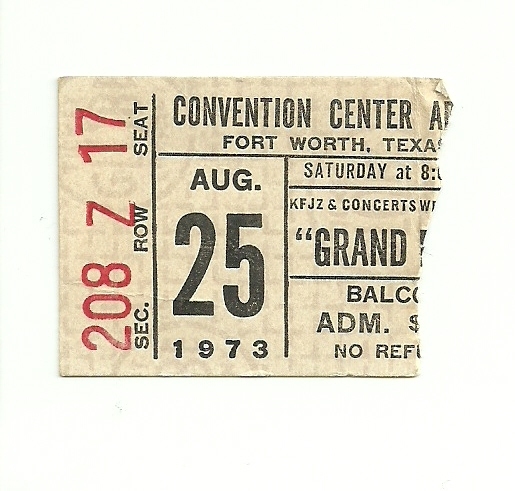 SEC. 208 ROW Z SEAT 17
CONVENTION CENTER
FORT WORTH, TEXAS
AUG.
25
1973
SATURDAY at 8:
KFJZ & CONCERTS WE
"GRAND
BALCO
ADM. $
NO REFU